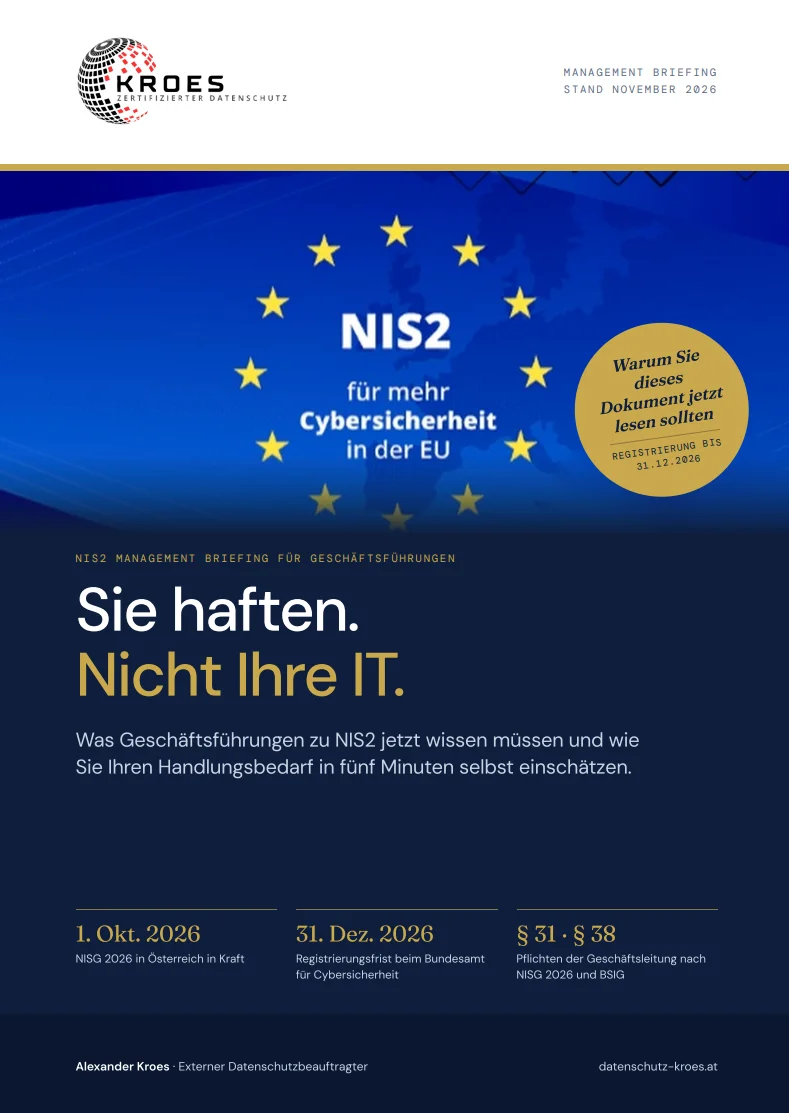 KROES
ZERTIFIZIERTER DATENSCHUTZ
MANAGEMENT BRIEFING
STAND NOVEMBER 2026
NIS2
für mehr
Cybersicherheit
in der EU
Warum Sie
dieses
Dokument jetzt
lesen sollten
REGISTRIERUNG BIS
31.12.2026
NIS2 MANAGEMENT BRIEFING FÜR GESCHÄFTSFÜHRUNGEN
Sie haften.
Nicht Ihre IT.
Was Geschäftsführungen zu NIS2 jetzt wissen müssen und wie
Sie Ihren Handlungsbedarf in fünf Minuten selbst einschätzen.
1. Okt. 2026
NISG 2026 in Österreich in Kraft
31. Dez. 2026
Registrierungsfrist beim Bundesamt
für Cybersicherheit
§ 31 · § 38
Pflichten der Geschäftsleitung nach
NISG 2026 und BSIG
Alexander Kroes · Externer Datenschutzbeauftragter
datenschutz-kroes.at